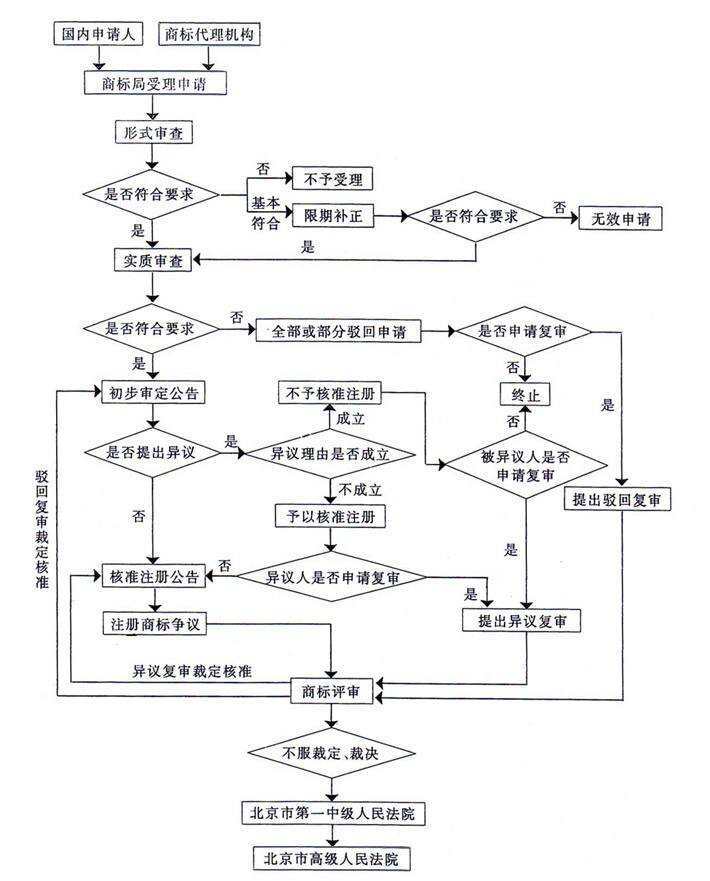 国内申请人
商标代理机构
商标局受理申请
形式审查
是否符合要求
否
不予受理
基本
符合
限期补正
是否符合要求
否
无效申请
是
是
实质审查
是否符合要求
否
全部或部分驳回申请
是否申请复审
是
否
是
初步审定公告
不予核准注册
终止
成立
否
是否提出异议
是
异议理由是否成立
被异议人是否
申请复审
驳回复审裁定核准
不成立
提出驳回复审
否
予以核准注册
是
核准注册公告
否
异议人是否申请复审
是
注册商标争议
提出异议复审
异议复审裁定核准
商标评审
不服裁定、裁决
北京市第一中级人民法院
北京市高级人民法院